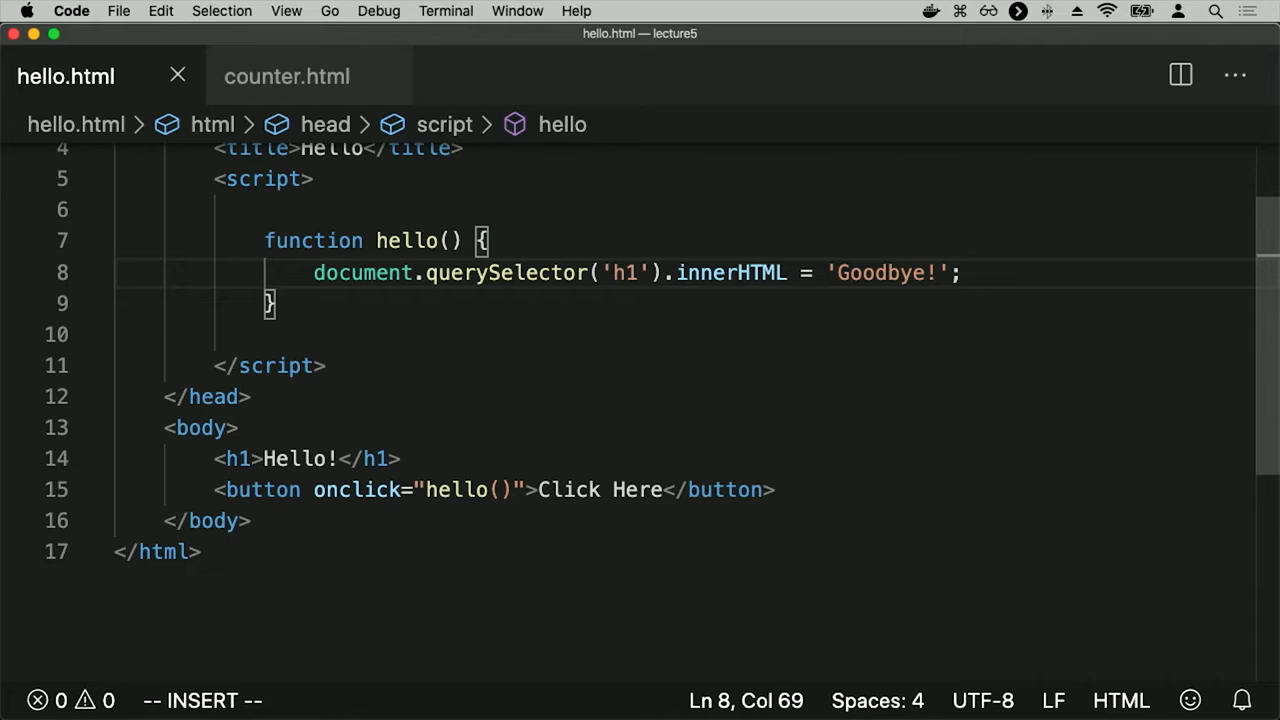 Code File Edit Selection View Go Debug Terminal Window Help
hello.html — lecture5
hello.html counter.html
hello.html > html > head > script > hello
4 <title>Hello</title>
5 <script>
6
7 function hello() {
8 document.querySelector('h1').innerHTML = 'Goodbye!';
9 }
10
11 </script>
12 </head>
13 <body>
14 <h1>Hello!</h1>
15 <button onclick="hello()">Click Here</button>
16 </body>
17 </html>
0 0 -- INSERT -- Ln 8, Col 69 Spaces: 4 UTF-8 LF HTML